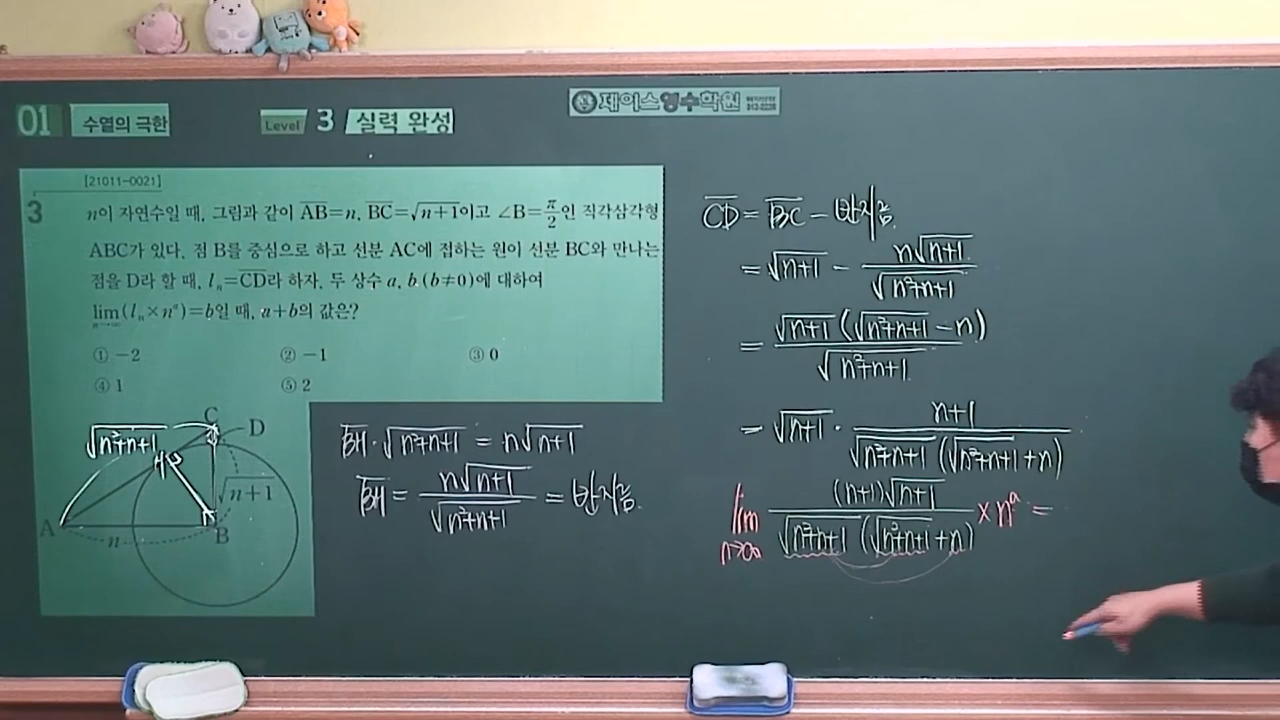 01 수열의 극한
Level 3 실력 완성
제이스영수학원
[21011-0021]
3 n이 자연수일 때, 그림과 같이 AB=n, BC=√(n+1)이고 ∠B=π/2인 직각삼각형
ABC가 있다. 점 B를 중심으로 하고 선분 AC에 접하는 원이 선분 BC와 만나는
점을 D라 할 때, lₙ=CD라 하자. 두 상수 a, b (b≠0)에 대하여
lim n→∞ (lₙ×nᵃ)=b일 때, a+b의 값은?
① -2 ② -1 ③ 0
④ 1 ⑤ 2
√(n²+n+1)
C
D
H
√(n+1)
A
n
B
BH · √(n²+n+1) = n√(n+1)
BH = n√(n+1) / √(n²+n+1) = 반지름
CD = BC - 반지름
= √(n+1) - n√(n+1) / √(n²+n+1)
= √(n+1) (√(n²+n+1) - n) / √(n²+n+1)
= √(n+1) · n+1 / √(n²+n+1) (√(n²+n+1) + n)
lim n→∞ (n+1)√(n+1) / √(n²+n+1) (√(n²+n+1) + n) × nᵃ =